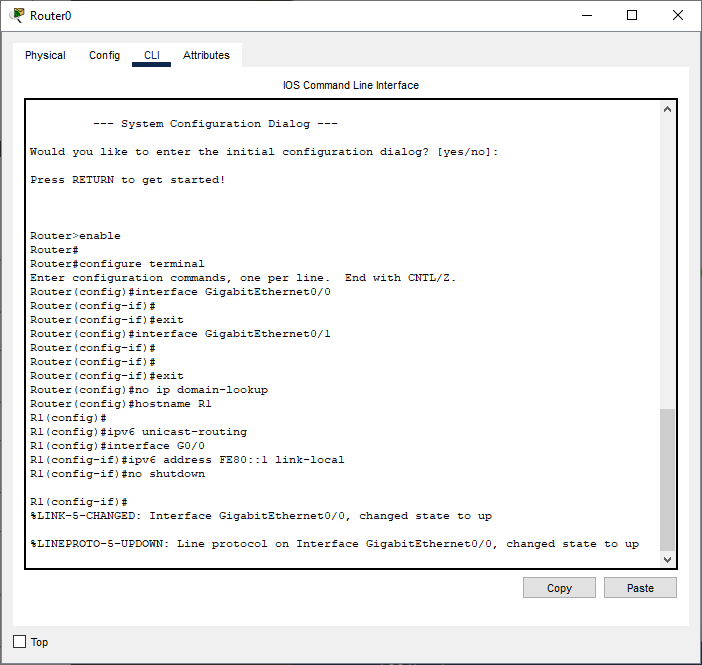 Router0
Physical Config CLI Attributes
IOS Command Line Interface
--- System Configuration Dialog ---
Would you like to enter the initial configuration dialog? [yes/no]:
Press RETURN to get started!
Router>enable
Router#
Router#configure terminal
Enter configuration commands, one per line.  End with CNTL/Z.
Router(config)#interface GigabitEthernet0/0
Router(config-if)#
Router(config-if)#exit
Router(config)#interface GigabitEthernet0/1
Router(config-if)#
Router(config-if)#
Router(config-if)#exit
Router(config)#no ip domain-lookup
Router(config)#hostname R1
R1(config)#
R1(config)#ipv6 unicast-routing
R1(config)#interface G0/0
R1(config-if)#ipv6 address FE80::1 link-local
R1(config-if)#no shutdown
R1(config-if)#
%LINK-5-CHANGED: Interface GigabitEthernet0/0, changed state to up
%LINEPROTO-5-UPDOWN: Line protocol on Interface GigabitEthernet0/0, changed state to up
Copy Paste
Top